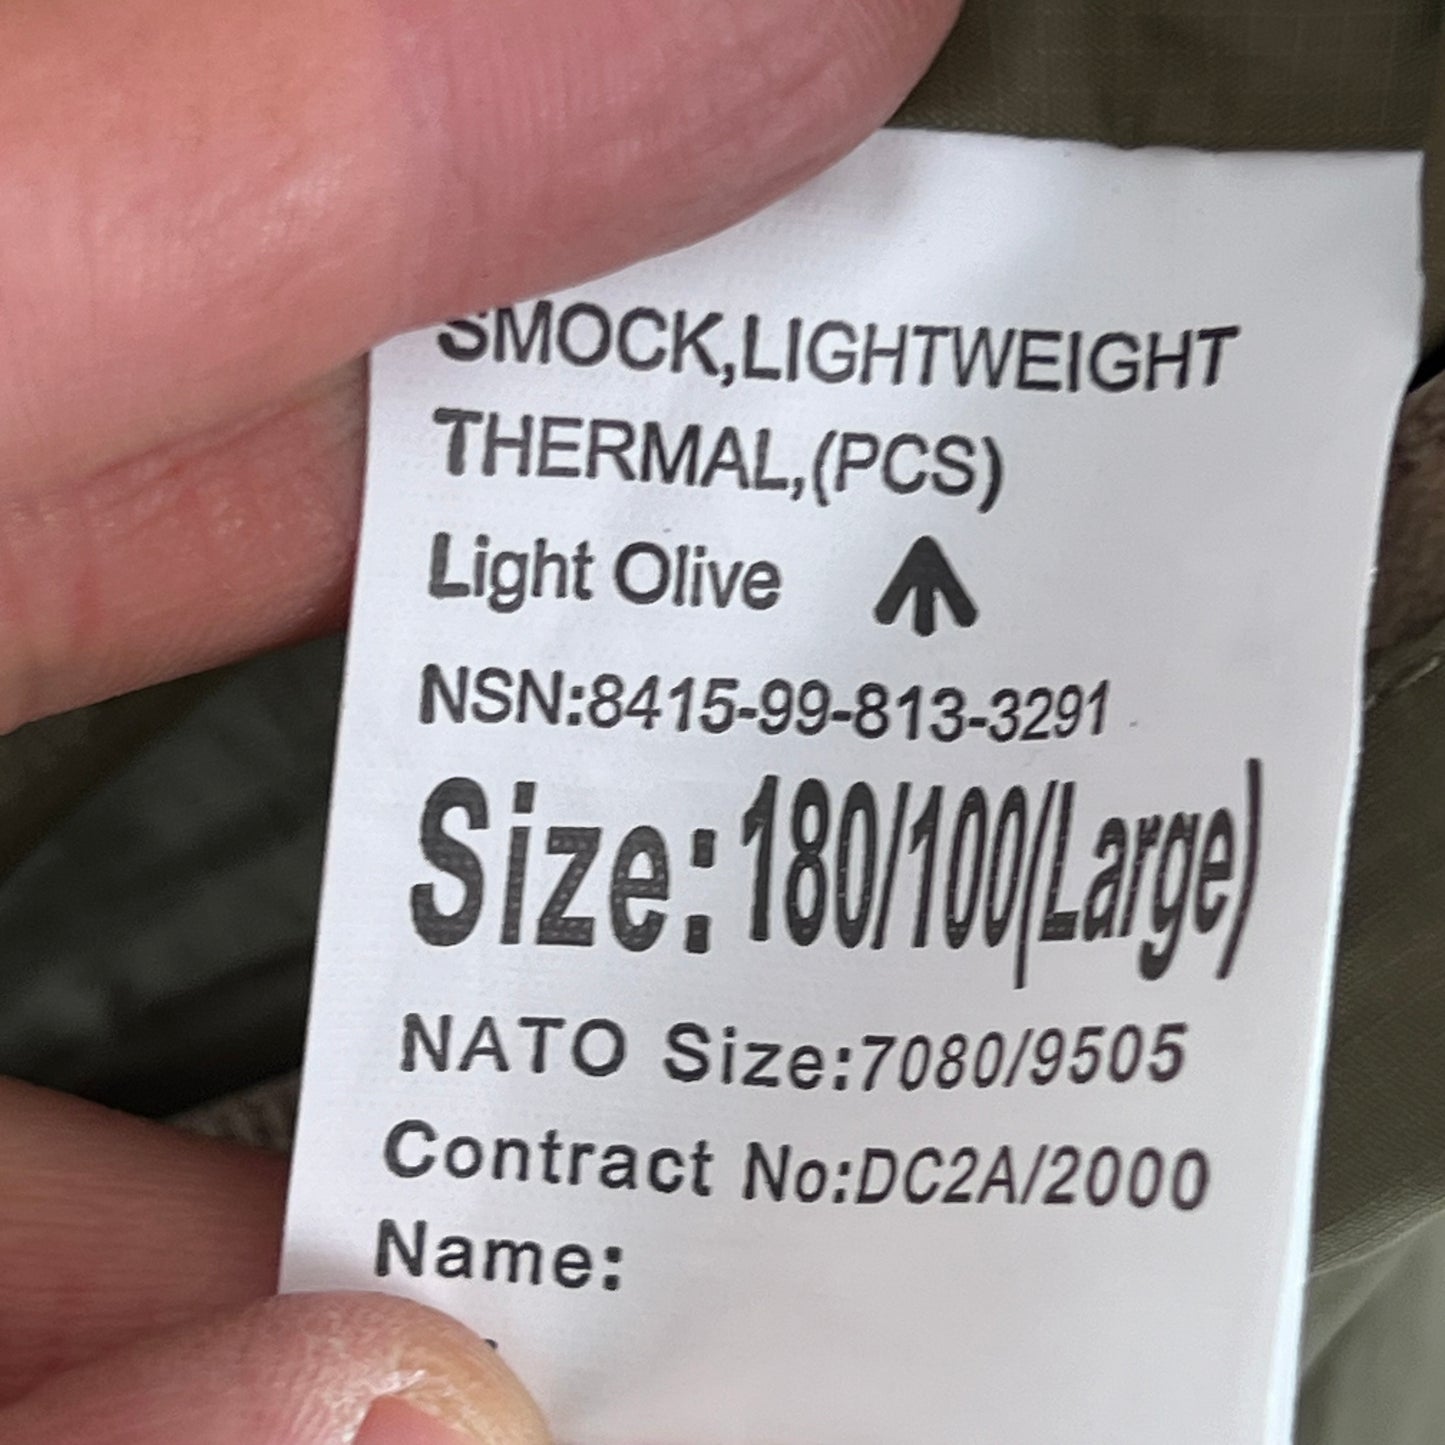 SMOCK,LIGHTWEIGHT
THERMAL,(PCS)
Light Olive
NSN:8415-99-813-3291
Size:180/100(Large)
NATO Size:7080/9505
Contract No:DC2A/2000
Name: